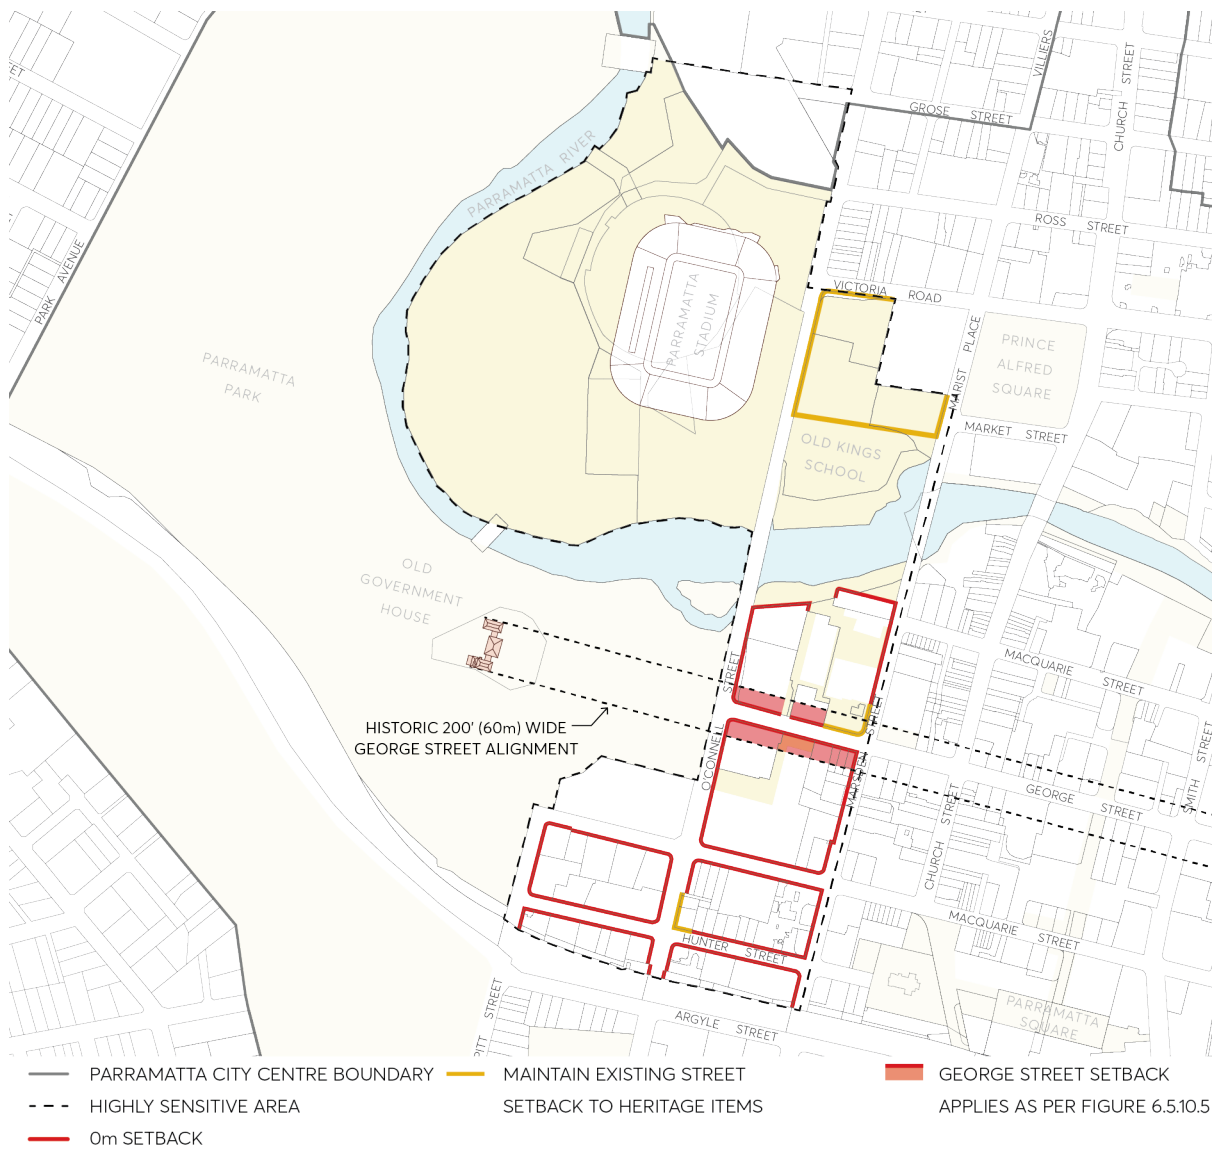 VILLIERS
CHURCH STREET
GROSE STREET
ROSS STREET
PARRAMATTA RIVER
PARK AVENUE
ET
PARRAMATTA
PARK
PARRAMATTA
STADIUM
VICTORIA ROAD
MARIST PLACE
PRINCE
ALFRED
SQUARE
MARKET STREET
OLD KINGS
SCHOOL
OLD
GOVERNMENT
HOUSE
HISTORIC 200' (60m) WIDE
GEORGE STREET ALIGNMENT
O'CONNELL STREET
MARSDEN STREET
MACQUARIE STREET
GEORGE STREET
SMITH STREET
CHURCH STREET
MACQUARIE STREET
HUNTER STREET
PARRAMATTA
SQUARE
ARGYLE STREET
PITT STREET
PARRAMATTA CITY CENTRE BOUNDARY
HIGHLY SENSITIVE AREA
0m SETBACK
MAINTAIN EXISTING STREET
SETBACK TO HERITAGE ITEMS
GEORGE STREET SETBACK
APPLIES AS PER FIGURE 6.5.10.5